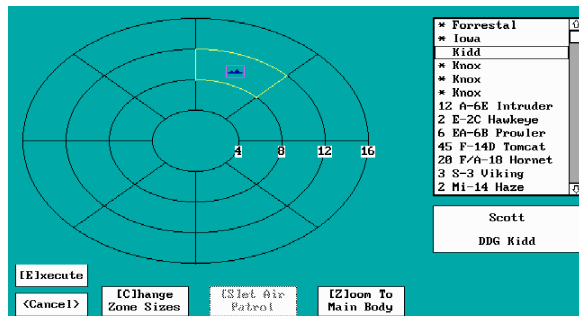 * Forrestal
* Iowa
Kidd
* Knox
* Knox
* Knox
12 A-6E Intruder
2 E-2C Hawkeye
6 EA-6B Prowler
45 F-14D Tomcat
20 F/A-18 Hornet
3 S-3 Viking
2 Mi-14 Haze
4 8 12 16
Scott
DDG Kidd
[E]xecute
<Cancel>
[C]hange
Zone Sizes
[S]et Air
Patrol
[Z]oom To
Main Body